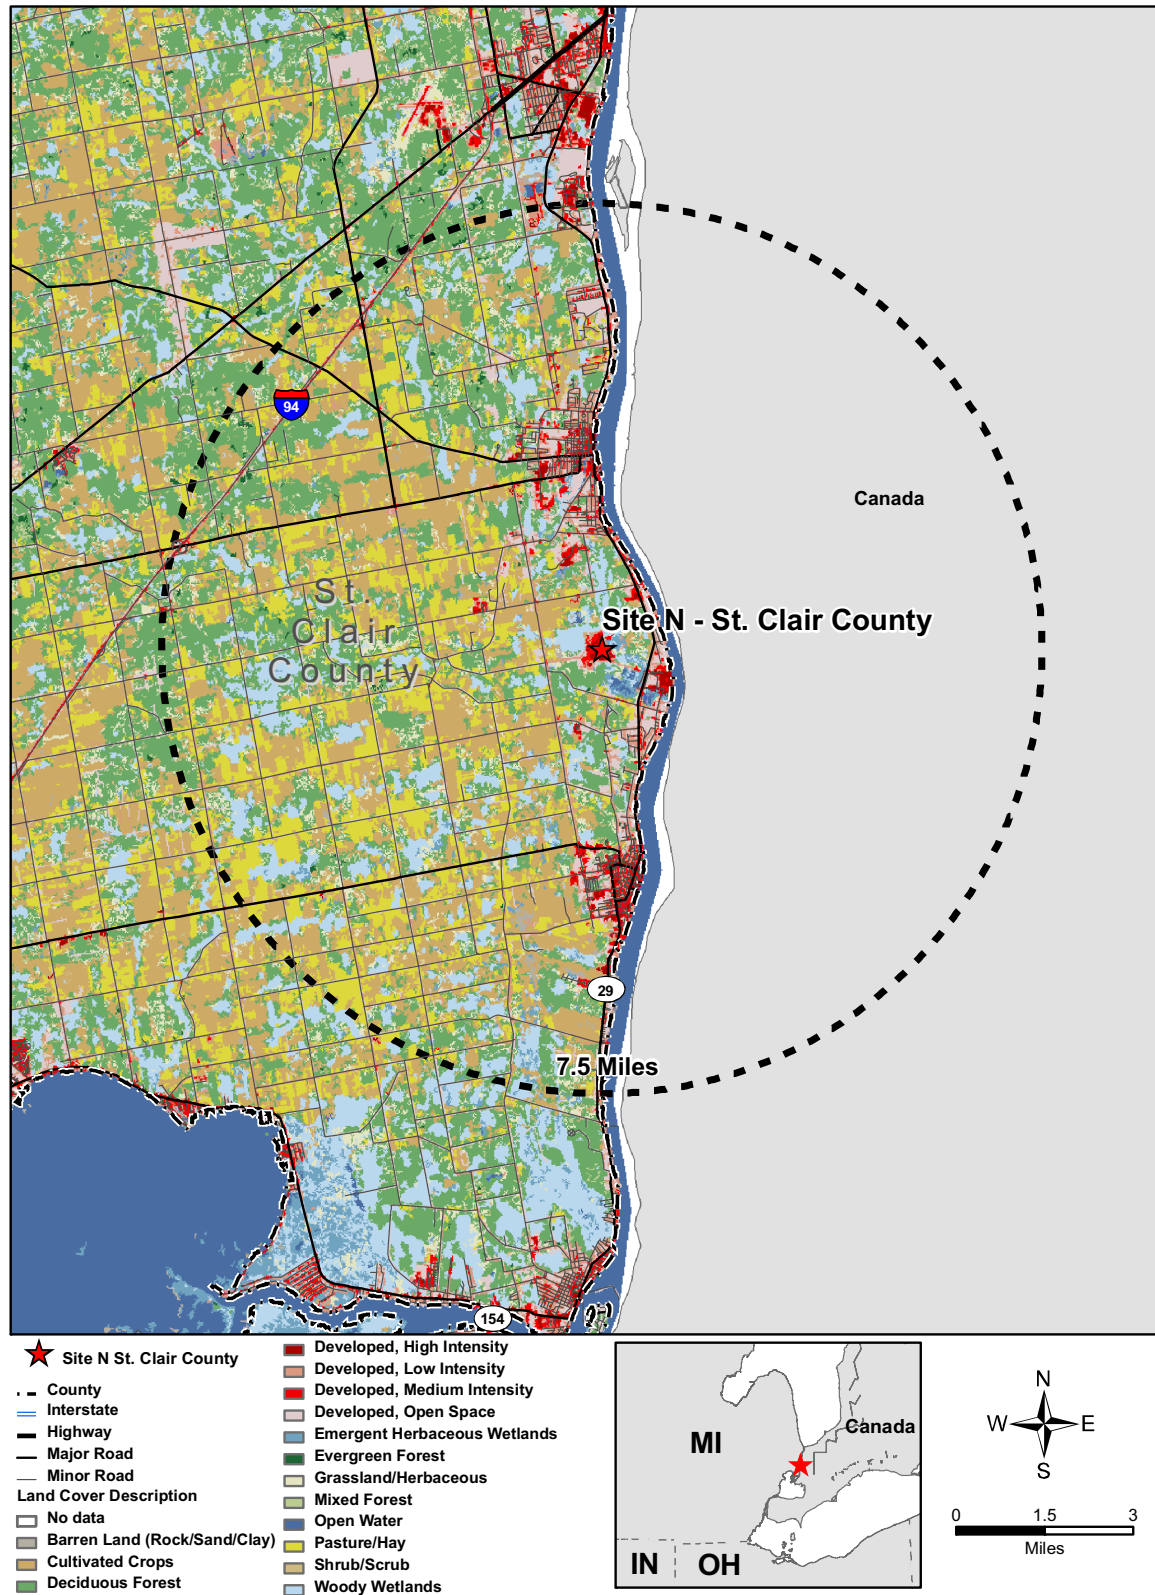 94
Canada
St.
Clair
County
Site N - St. Clair County
29
7.5 Miles
154
Site N St. Clair County
County
Interstate
Highway
Major Road
Minor Road
Land Cover Description
No data
Barren Land (Rock/Sand/Clay)
Cultivated Crops
Deciduous Forest
Developed, High Intensity
Developed, Low Intensity
Developed, Medium Intensity
Developed, Open Space
Emergent Herbaceous Wetlands
Evergreen Forest
Grassland/Herbaceous
Mixed Forest
Open Water
Pasture/Hay
Shrub/Scrub
Woody Wetlands
MI
Canada
IN
OH
N
W E
S
0 1.5 3
Miles